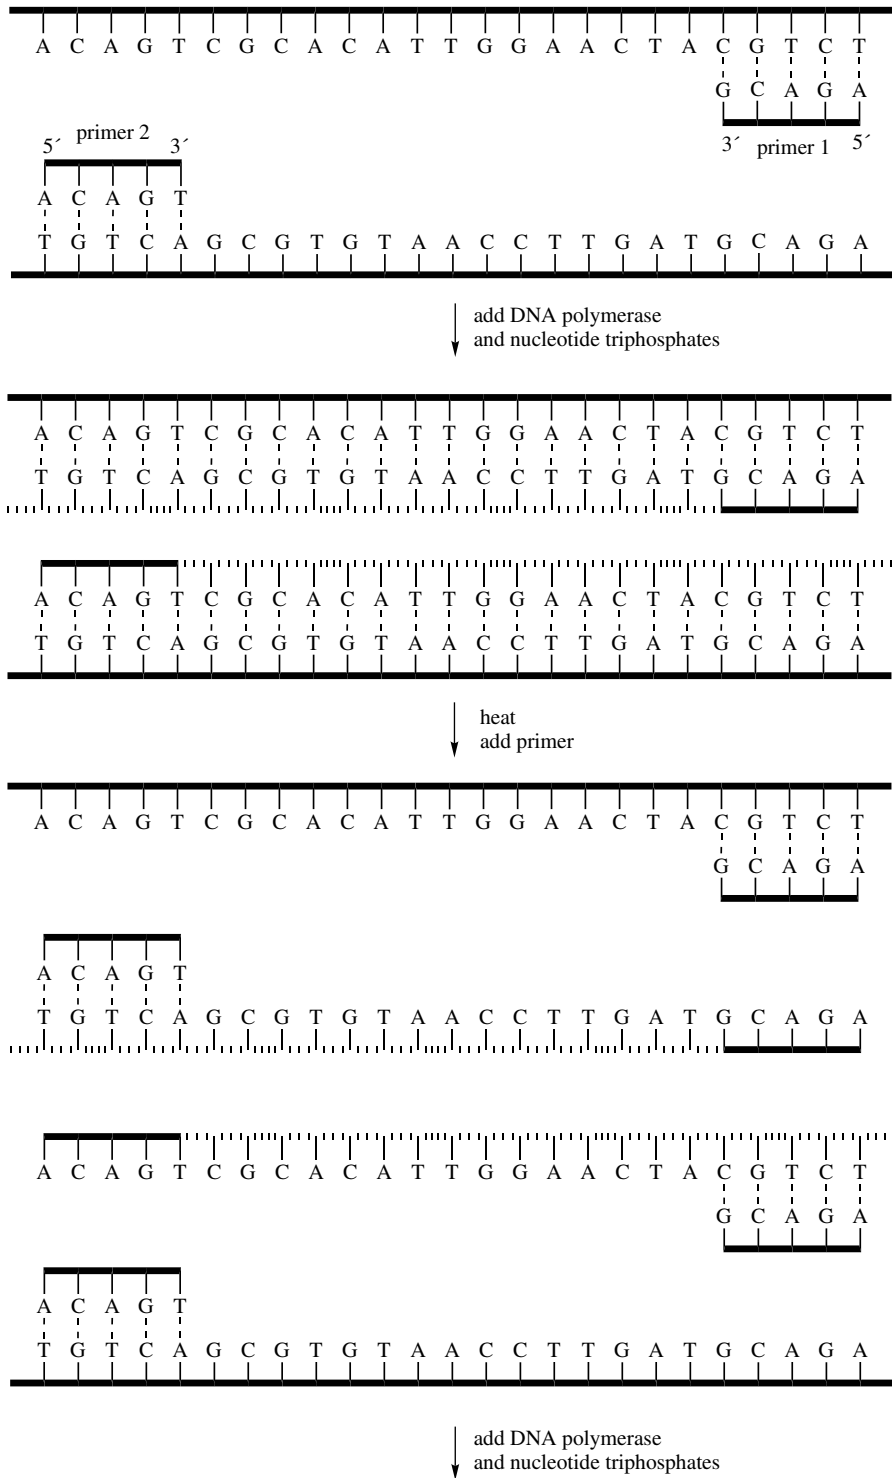 A C A G T C G C A C A T T G G A A C T A C G T C T
G C A G A
primer 2
5´ 3´
3´ primer 1 5´
A C A G T
T G T C A G C G T G T A A C C T T G A T G C A G A
add DNA polymerase
and nucleotide triphosphates
A C A G T C G C A C A T T G G A A C T A C G T C T
T G T C A G C G T G T A A C C T T G A T G C A G A
A C A G T C G C A C A T T G G A A C T A C G T C T
T G T C A G C G T G T A A C C T T G A T G C A G A
heat
add primer
A C A G T C G C A C A T T G G A A C T A C G T C T
G C A G A
A C A G T
T G T C A G C G T G T A A C C T T G A T G C A G A
A C A G T C G C A C A T T G G A A C T A C G T C T
G C A G A
A C A G T
T G T C A G C G T G T A A C C T T G A T G C A G A
add DNA polymerase
and nucleotide triphosphates